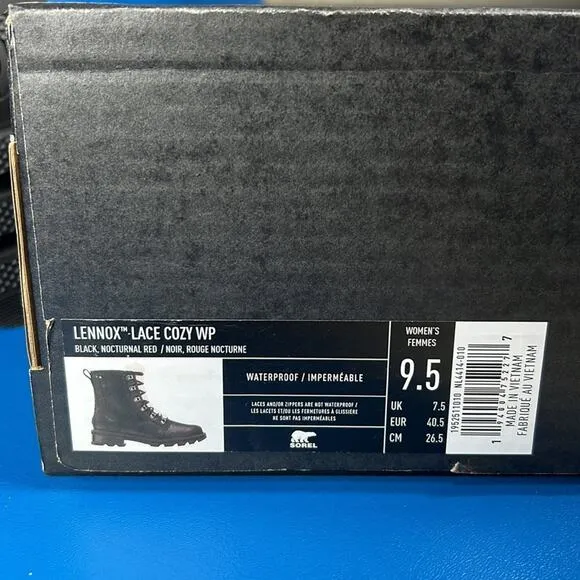 LENNOX™ LACE COZY WP
BLACK, NOCTURNAL RED / NOIR, ROUGE NOCTURNE
WATERPROOF / IMPERMÉABLE
LACES AND/OR ZIPPERS ARE NOT WATERPROOF /
LES LACETS ET/OU LES FERMETURES À GLISSIÈRE
NE SONT PAS IMPERMÉABLES
SOREL
WOMEN'S
FEMMES
9.5
UK 7.5
EUR 40.5
CM 26.5
1952511010 NL4414-010
MADE IN VIETNAM
FABRIQUÉ AU VIETNAM